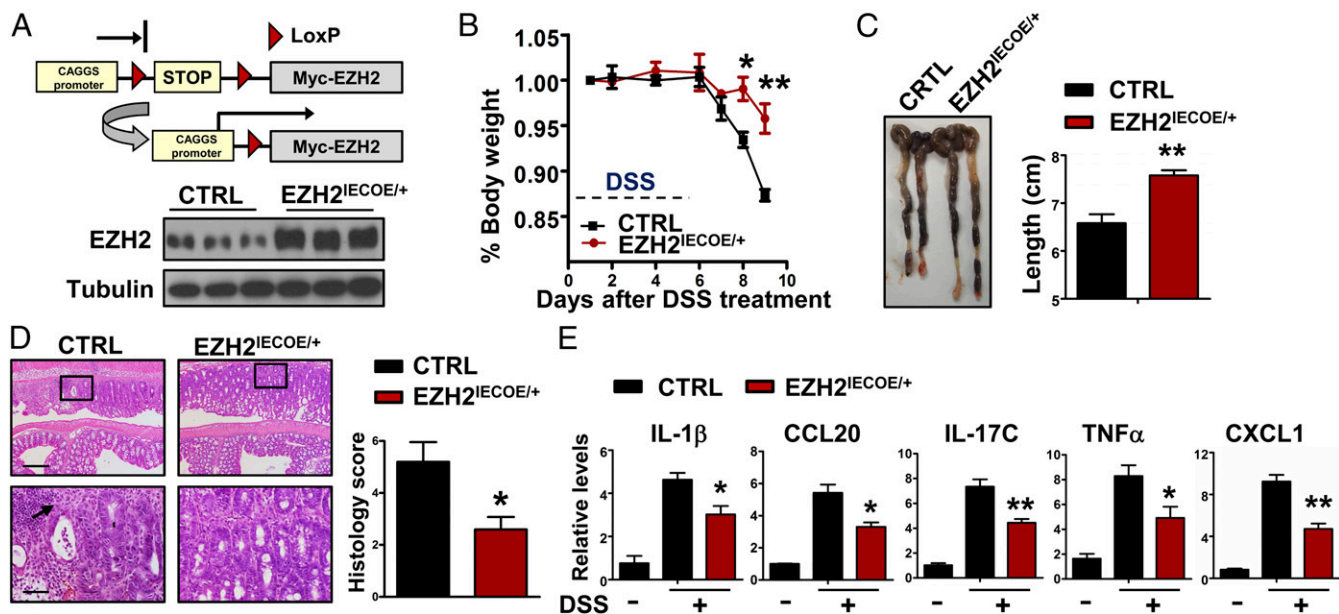 A
LoxP
CAGGS
promoter
STOP
Myc-EZH2
CAGGS
promoter
Myc-EZH2
CTRL EZH2IECOE/+
EZH2
Tubulin
B
% Body weight
1.05
1.00
0.95
0.90
0.85
*
**
DSS
CTRL
EZH2IECOE/+
0 2 4 6 8 10
Days after DSS treatment
C
CRTL EZH2IECOE/+
CTRL
EZH2IECOE/+
**
Length (cm)
8
7
6
5
D
CTRL EZH2IECOE/+
CTRL
EZH2IECOE/+
Histology score
6
4
2
0
*
E
CTRL EZH2IECOE/+
Relative levels
IL-1β
6
4
2
0
*
CCL20
8
6
4
2
0
*
IL-17C
10
8
6
4
2
0
**
TNFα
10
8
6
4
2
0
*
CXCL1
12
9
6
3
0
**
DSS - + - + - + - + - +